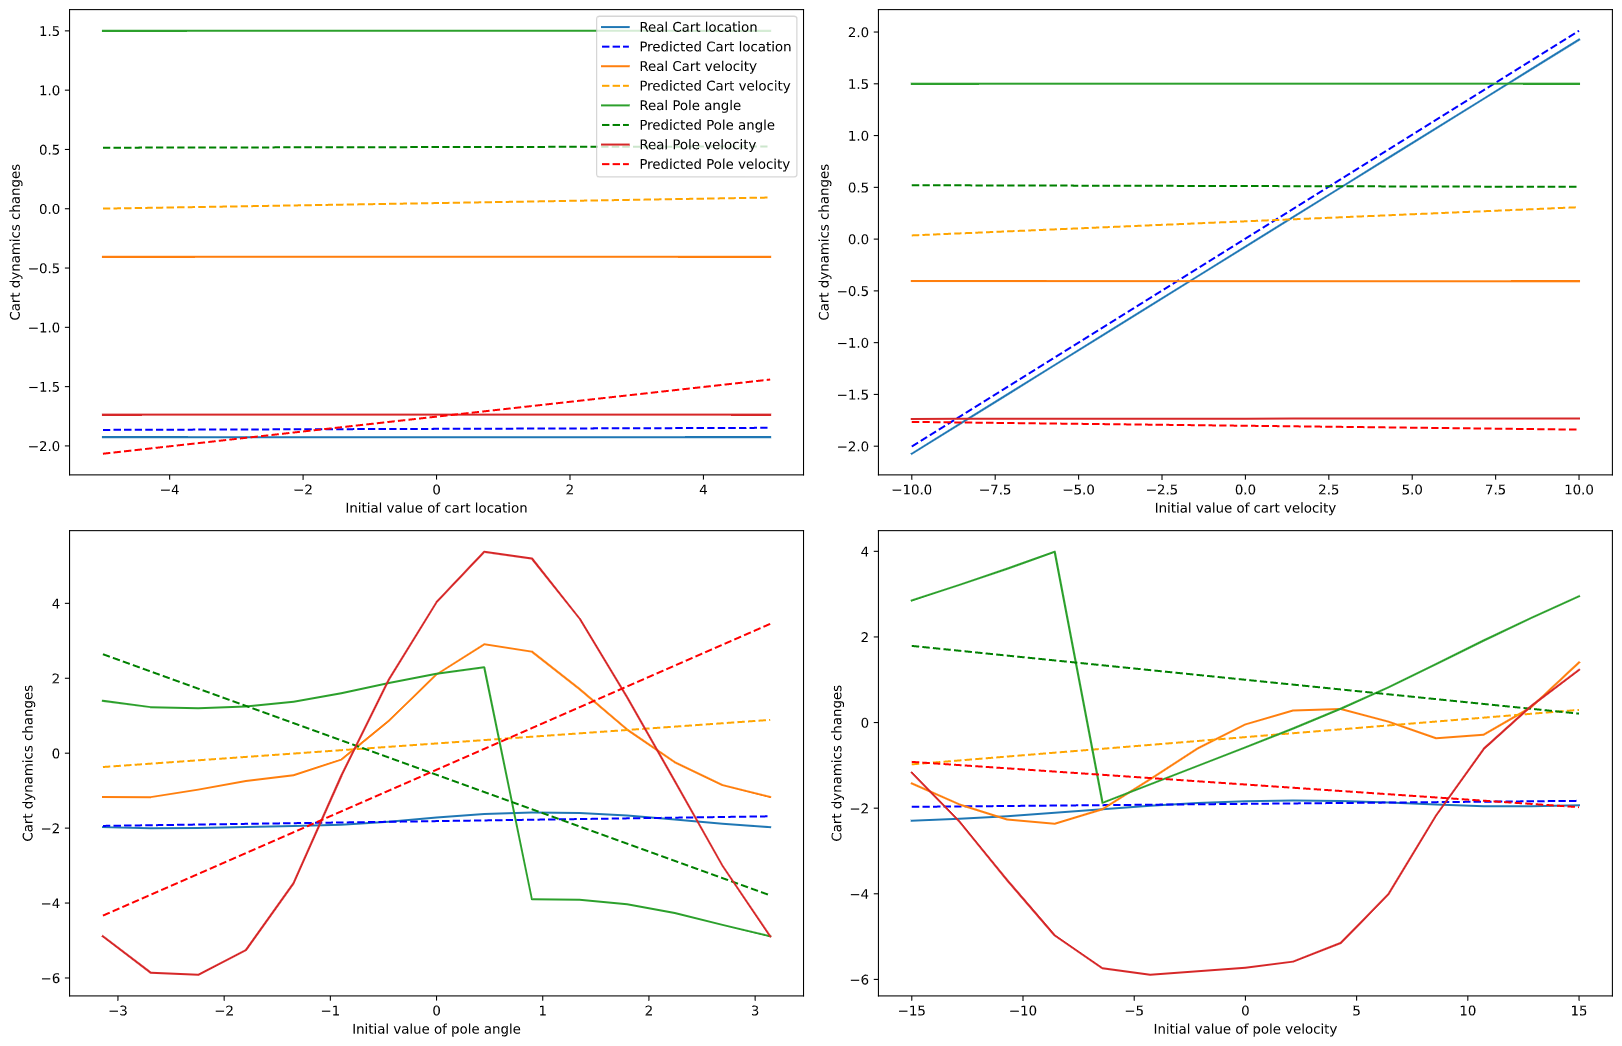 1.5
1.0
0.5
0.0
−0.5
−1.0
−1.5
−2.0
Cart dynamics changes
Real Cart location
Predicted Cart location
Real Cart velocity
Predicted Cart velocity
Real Pole angle
Predicted Pole angle
Real Pole velocity
Predicted Pole velocity
−4 −2 0 2 4
Initial value of cart location
2.0
1.5
1.0
0.5
0.0
−0.5
−1.0
−1.5
−2.0
Cart dynamics changes
−10.0 −7.5 −5.0 −2.5 0.0 2.5 5.0 7.5 10.0
Initial value of cart velocity
4
2
0
−2
−4
−6
Cart dynamics changes
−3 −2 −1 0 1 2 3
Initial value of pole angle
4
2
0
−2
−4
−6
Cart dynamics changes
−15 −10 −5 0 5 10 15
Initial value of pole velocity